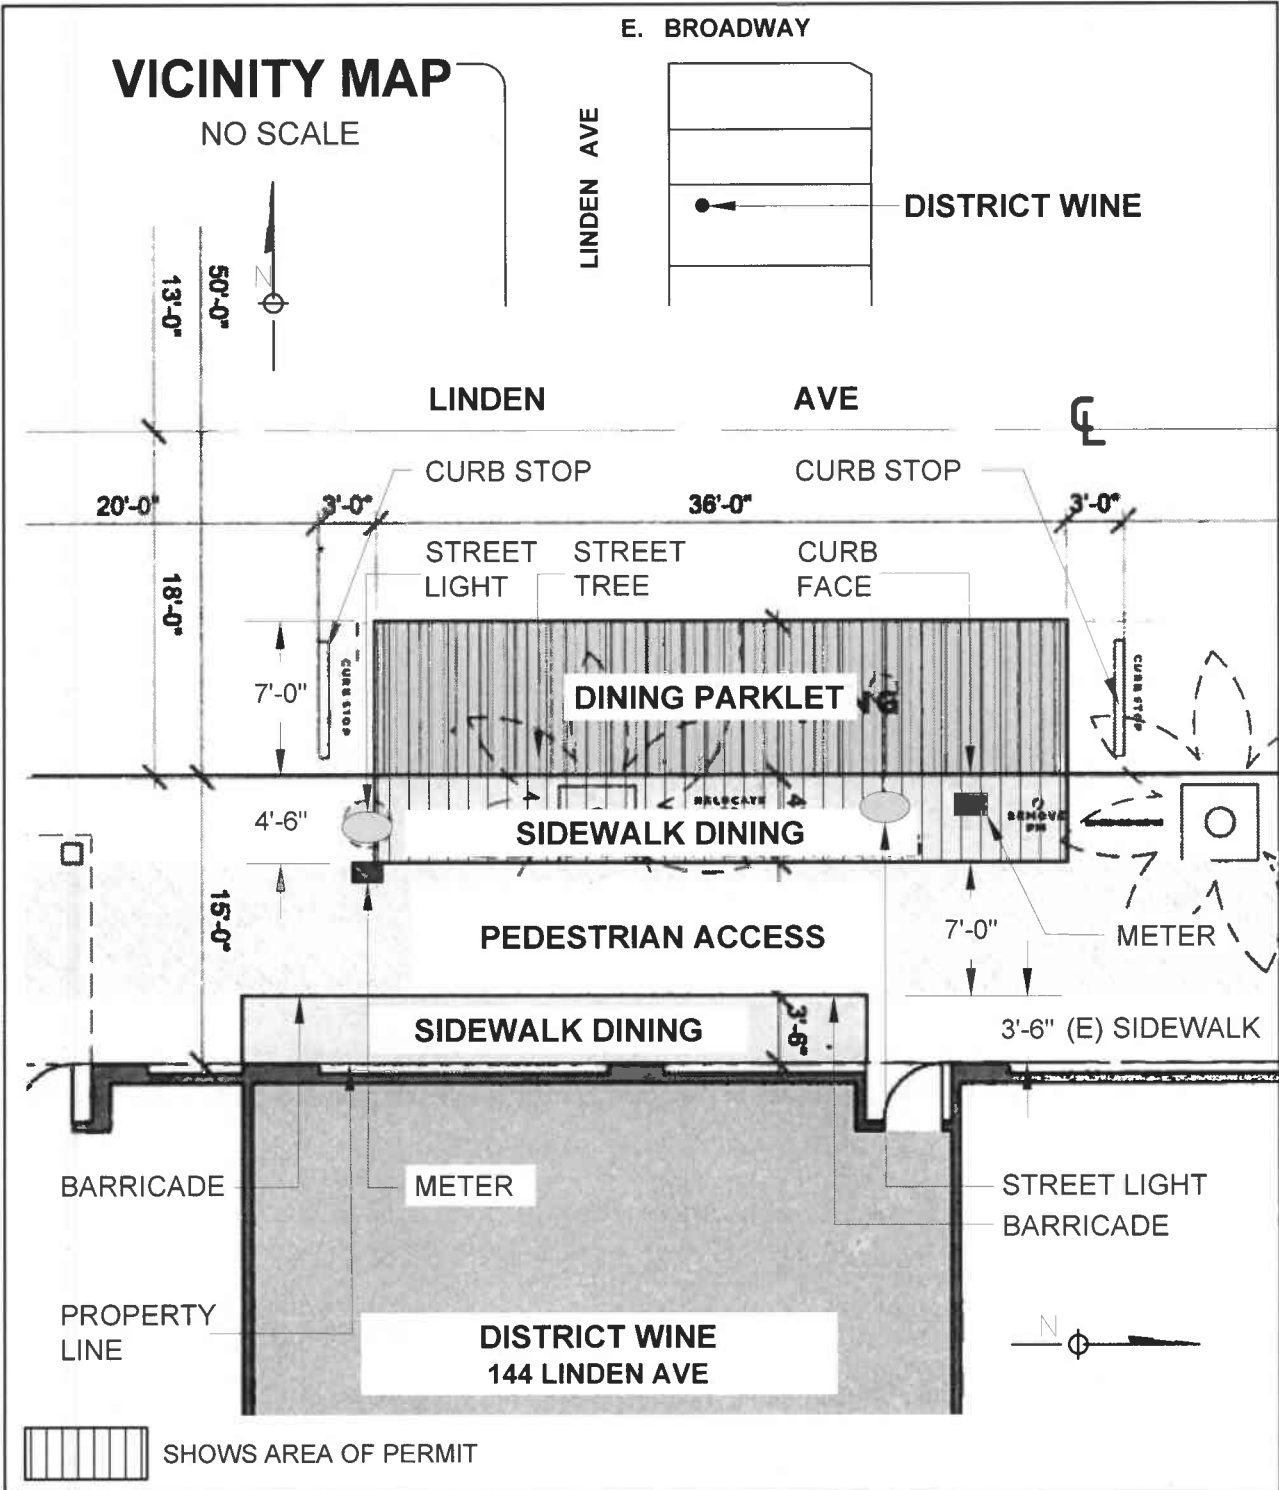 E. BROADWAY
VICINITY MAP
NO SCALE
LINDEN AVE
DISTRICT WINE
N
13'-0"
50'-0"
LINDEN AVE
CL
CURB STOP
CURB STOP
20'-0"
3'-0"
36'-0"
3'-0"
STREET LIGHT
STREET TREE
CURB FACE
18'-0"
7'-0"
CURB STOP
DINING PARKLET
CURB STOP
4'-6"
RELOCATE
SIDEWALK DINING
REMOVE
PM
15'-0"
PEDESTRIAN ACCESS
7'-0"
METER
SIDEWALK DINING
3'-6"
3'-6" (E) SIDEWALK
BARRICADE
METER
STREET LIGHT
BARRICADE
PROPERTY LINE
DISTRICT WINE
144 LINDEN AVE
N
SHOWS AREA OF PERMIT